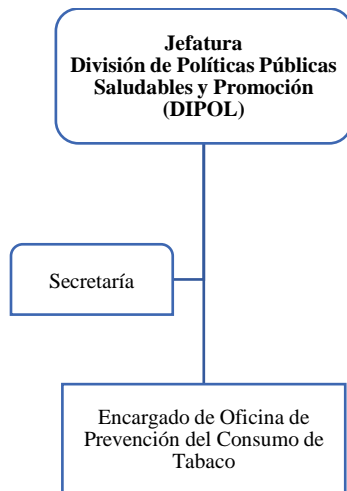 Jefatura
División de Políticas Públicas
Saludables y Promoción
(DIPOL)
Secretaría
Encargado de Oficina de
Prevención del Consumo de
Tabaco